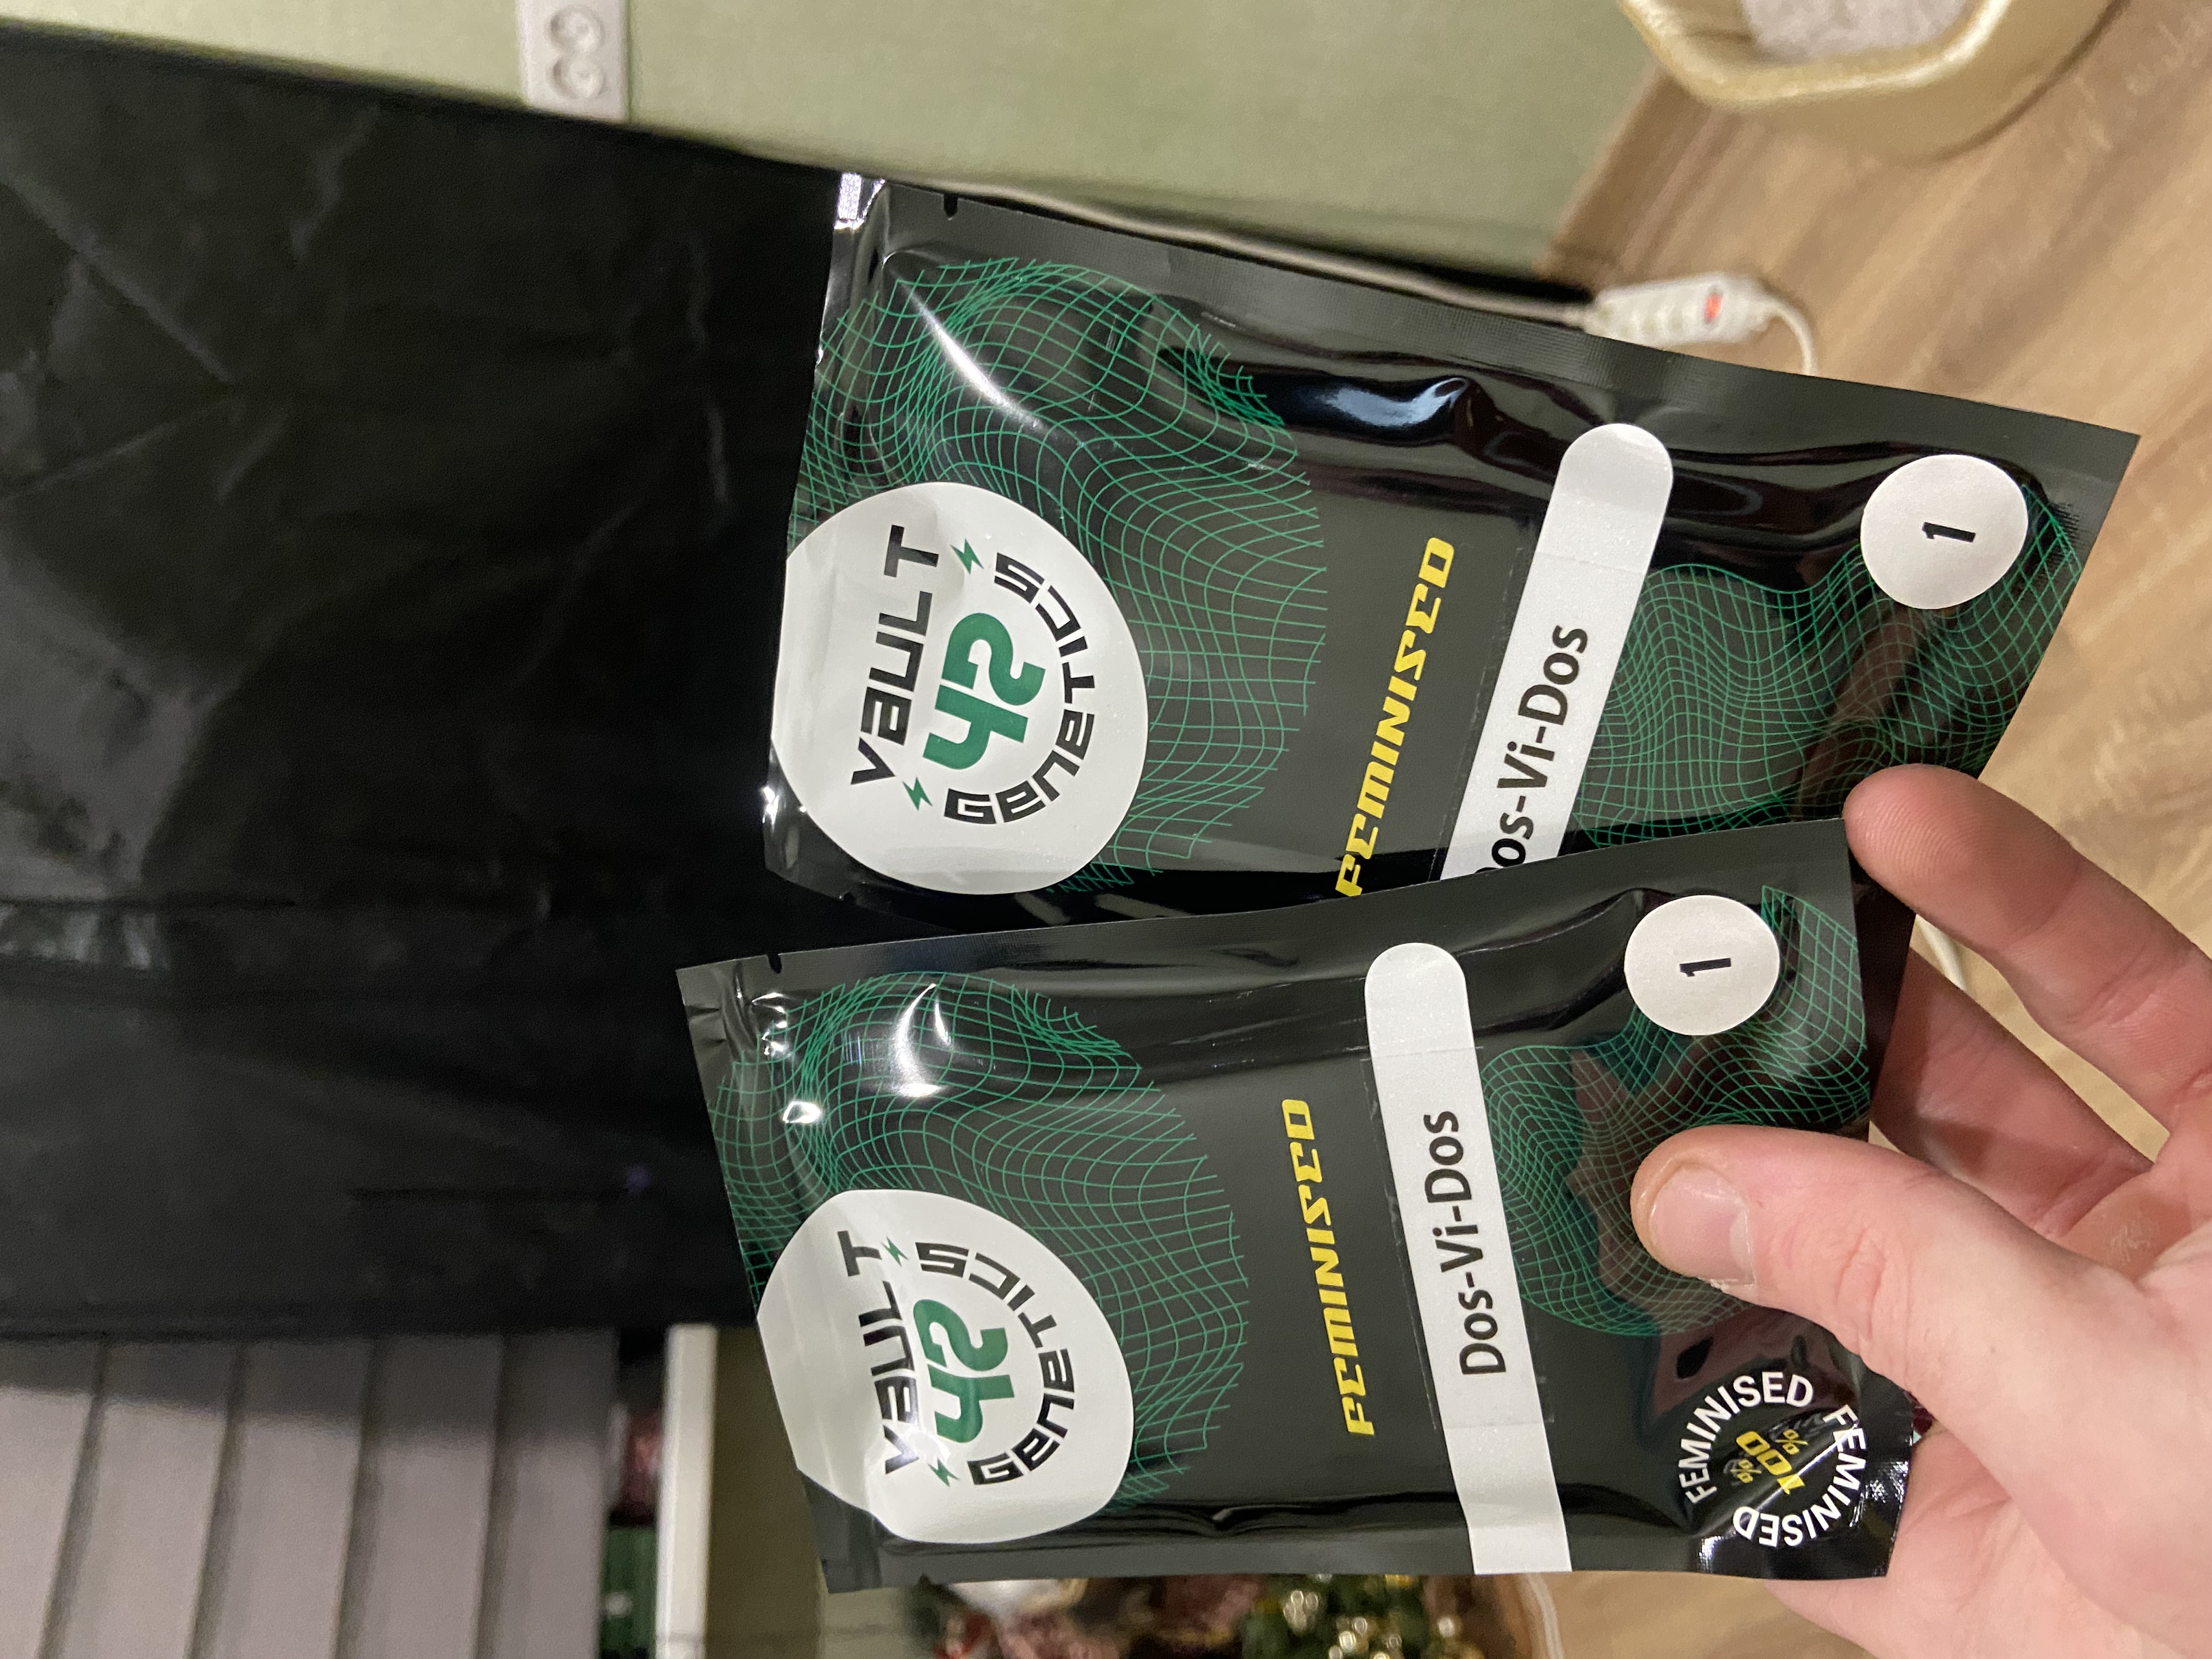 VAULT
42
GENETICS
FEMINISED
Dos-Vi-Dos
1
VAULT
42
GENETICS
FEMINISED
Dos-Vi-Dos
1
FEMINISED
100%
%
FEMINISED